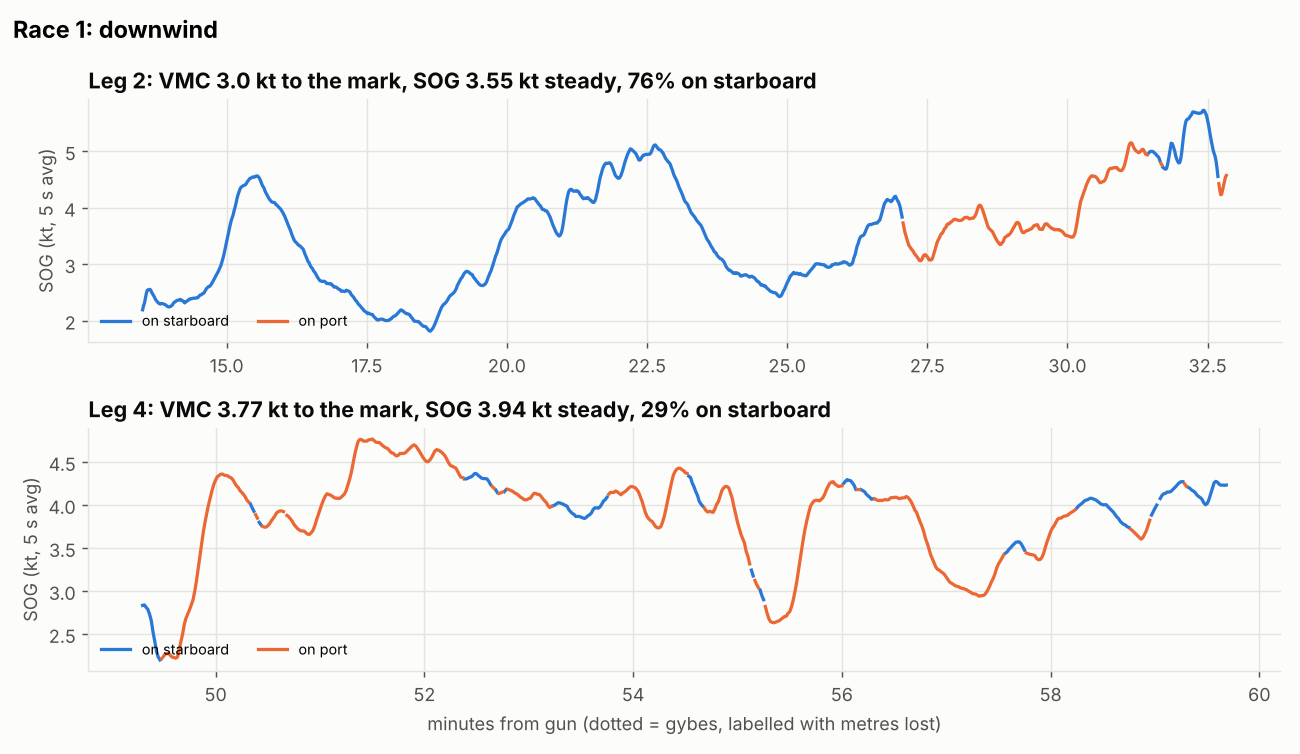 Race 1: downwind
Leg 2: VMC 3.0 kt to the mark, SOG 3.55 kt steady, 76% on starboard
SOG (kt, 5 s avg)
5
4
3
2
on starboard
on port
15.0
17.5
20.0
22.5
25.0
27.5
30.0
32.5
Leg 4: VMC 3.77 kt to the mark, SOG 3.94 kt steady, 29% on starboard
SOG (kt, 5 s avg)
4.5
4.0
3.5
3.0
2.5
on starboard
on port
50
52
54
56
58
60
minutes from gun (dotted = gybes, labelled with metres lost)